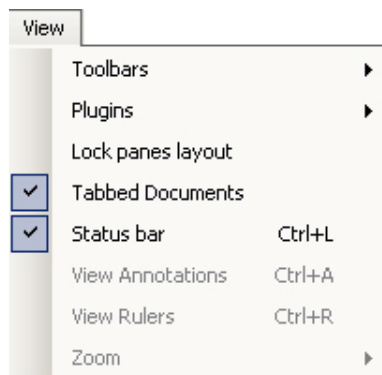 View
Toolbars
Plugins
Lock panes layout
Tabbed Documents
Status bar Ctrl+L
View Annotations Ctrl+A
View Rulers Ctrl+R
Zoom